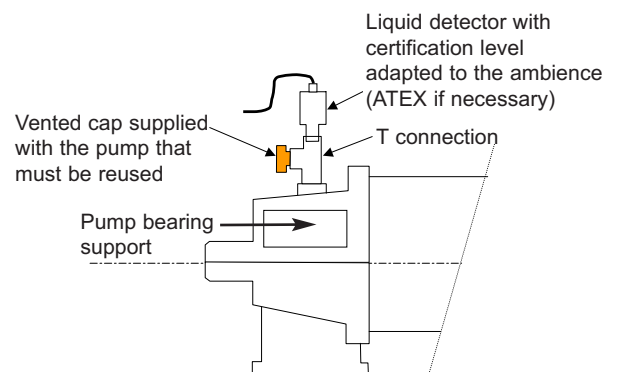 Liquid detector with
certification level
adapted to the ambience
(ATEX if necessary)
Vented cap supplied
with the pump that
must be reused
T connection
Pump bearing
support